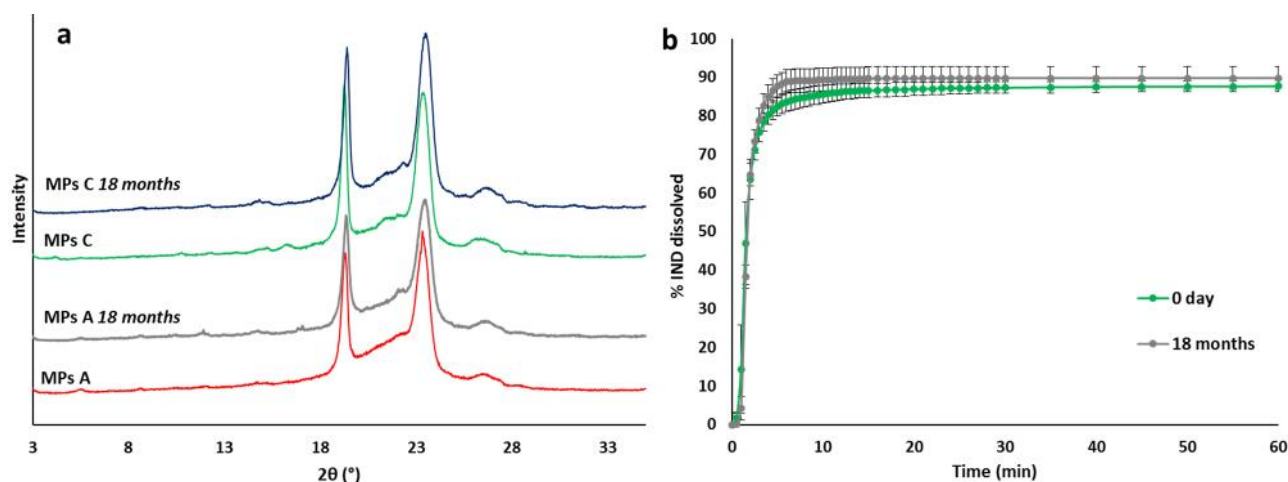 a
MPs C 18 months
MPs C
MPs A 18 months
MPs A
Intensity
3 8 13 18 23 28 33
2θ (°)
b
100
90
80
70
60
50
40
30
20
10
0
% IND dissolved
0 day
18 months
0 10 20 30 40 50 60
Time (min)